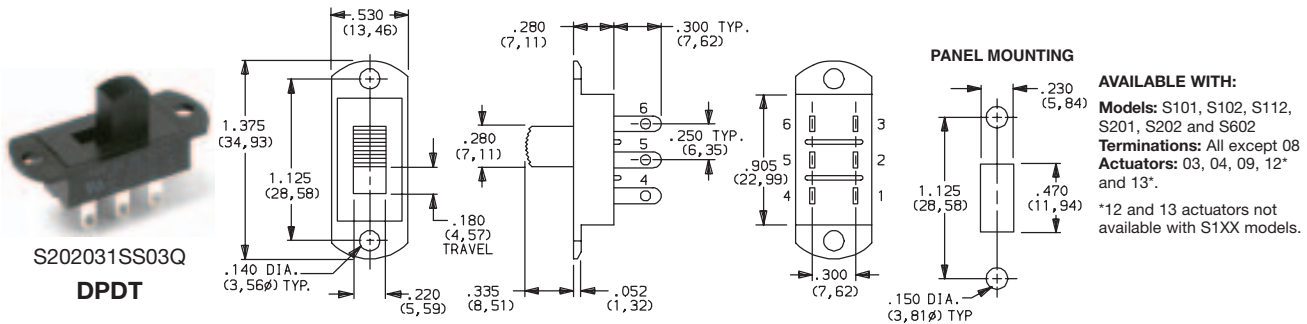 S202031SS03Q
DPDT
.530
(13,46)
1.375
(34,93)
1.125
(28,58)
.180
(4,57)
TRAVEL
.140 DIA.
(3,56ø) TYP.
.220
(5,59)
.280
(7,11)
.300 TYP.
(7,62)
.280
(7,11)
6
5
4
.250 TYP.
(6,35)
.335
(8,51)
.052
(1,32)
.905
(22,99)
6
3
5
2
4
1
.300
(7,62)
PANEL MOUNTING
.230
(5,84)
1.125
(28,58)
.470
(11,94)
.150 DIA.
(3,81ø) TYP
AVAILABLE WITH:
Models: S101, S102, S112,
S201, S202 and S602
Terminations: All except 08
Actuators: 03, 04, 09, 12*
and 13*.
*12 and 13 actuators not
available with S1XX models.